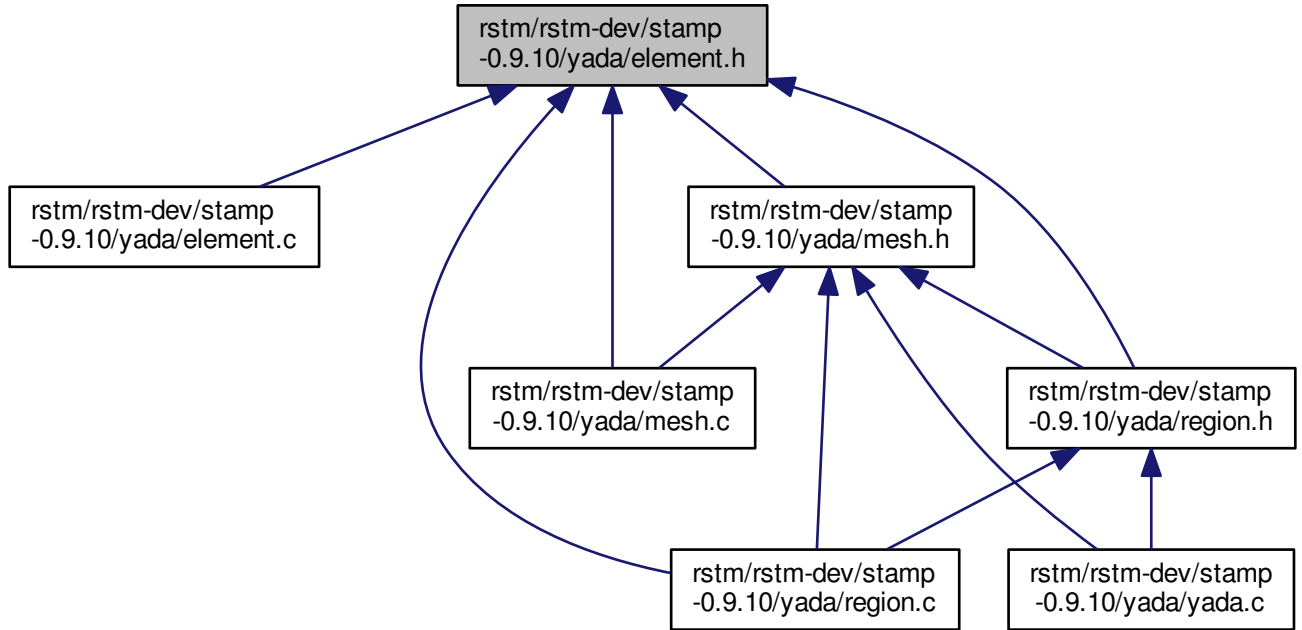 rstm/rstm-dev/stamp
-0.9.10/yada/element.h
rstm/rstm-dev/stamp
-0.9.10/yada/element.c
rstm/rstm-dev/stamp
-0.9.10/yada/mesh.h
rstm/rstm-dev/stamp
-0.9.10/yada/mesh.c
rstm/rstm-dev/stamp
-0.9.10/yada/region.h
rstm/rstm-dev/stamp
-0.9.10/yada/region.c
rstm/rstm-dev/stamp
-0.9.10/yada/yada.c